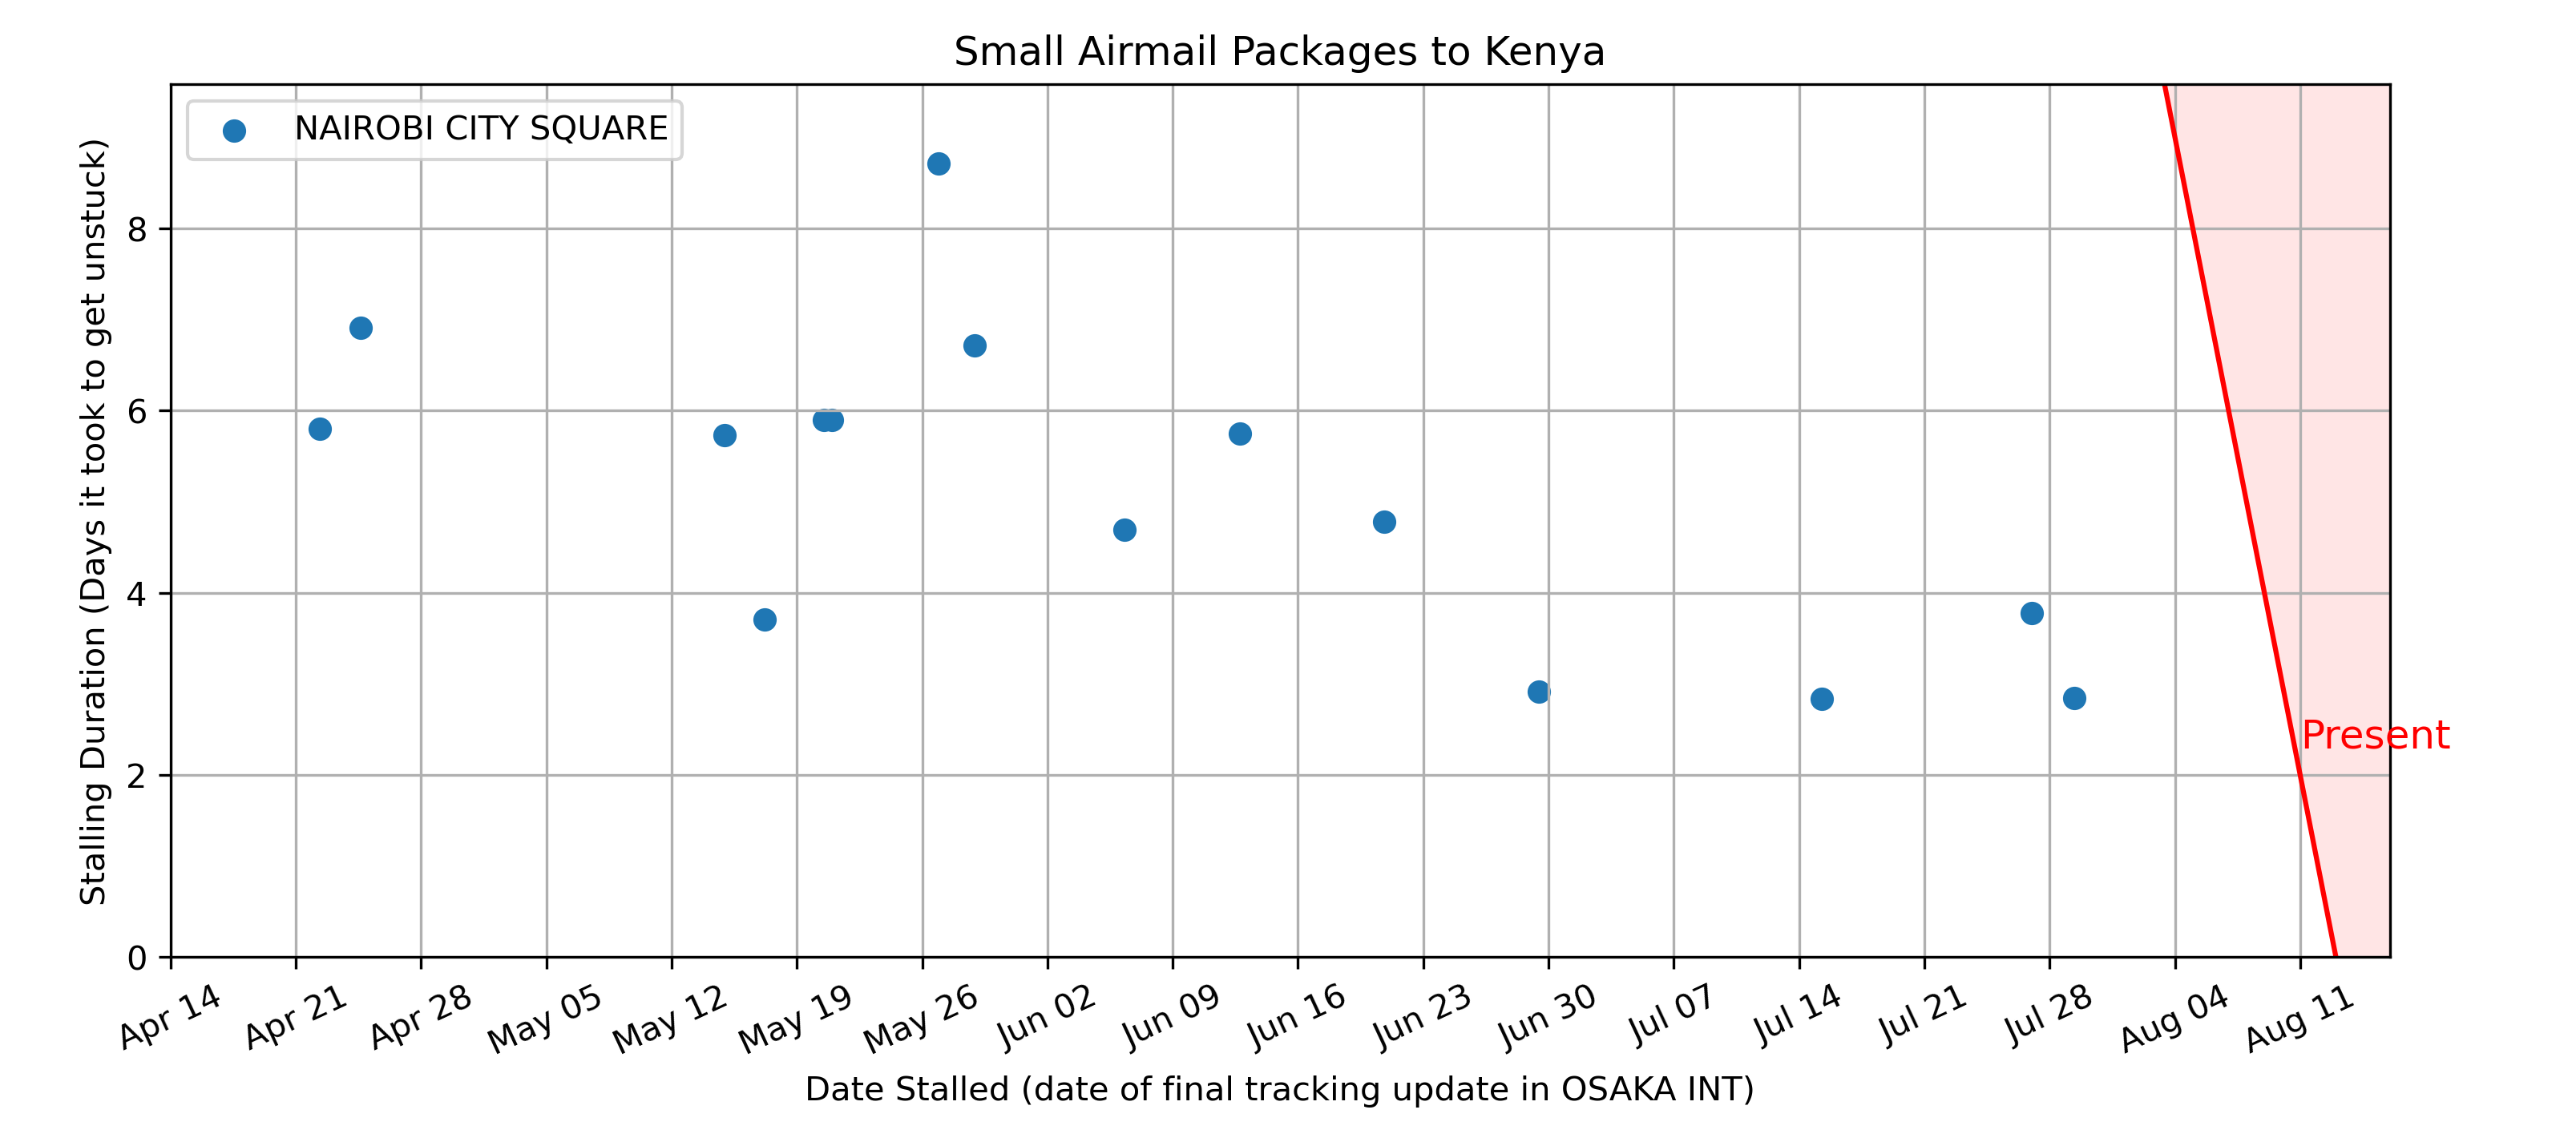 Small Airmail Packages to Kenya
NAIROBI CITY SQUARE
Stalling Duration (Days it took to get unstuck)
8
6
4
2
0
Present
Apr 14
Apr 21
Apr 28
May 05
May 12
May 19
May 26
Jun 02
Jun 09
Jun 16
Jun 23
Jun 30
Jul 07
Jul 14
Jul 21
Jul 28
Aug 04
Aug 11
Date Stalled (date of final tracking update in OSAKA INT)